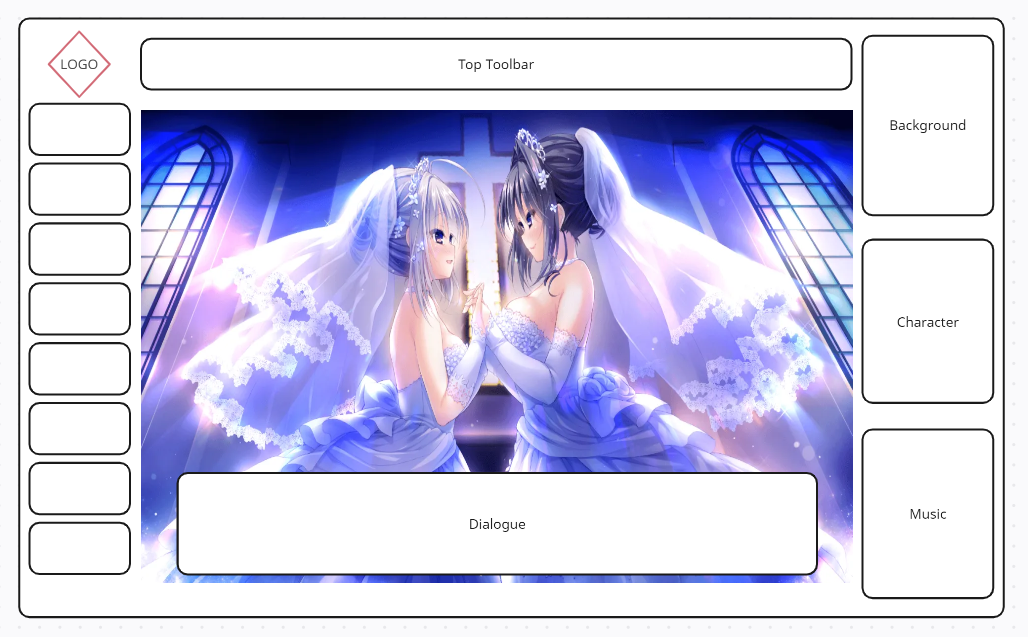 LOGO
Top Toolbar
Background
Character
Music
Dialogue